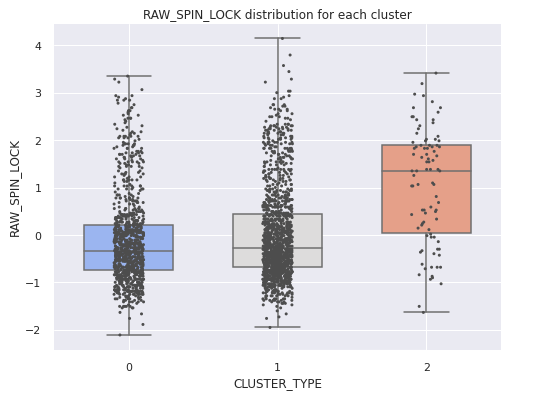 RAW_SPIN_LOCK distribution for each cluster
4
3
2
1
0
−1
−2
RAW_SPIN_LOCK
0 1 2
CLUSTER_TYPE